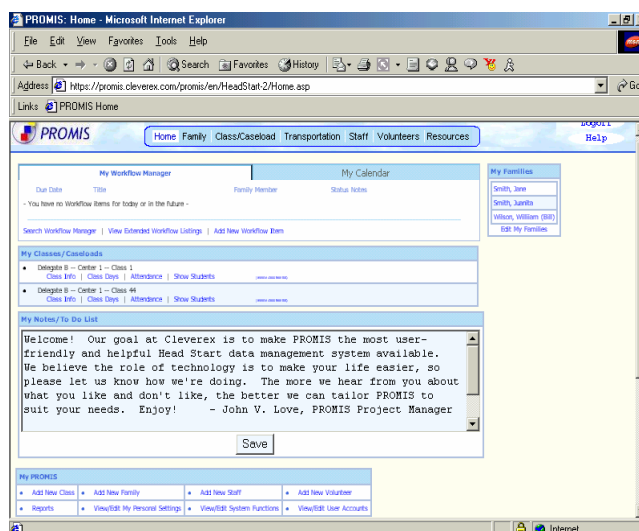 PROMIS: Home - Microsoft Internet Explorer
File Edit View Favorites Tools Help
Back Search Favorites History
Address https://promis.cleverex.com/promis/en/HeadStart-2/Home.asp Go
Links PROMIS Home
PROMIS Home Family Class/Caseload Transportation Staff Volunteers Resources Logoff
Help
My Workflow Manager My Calendar My Families
Due Date Title Family Member Status Notes Smith, Jane
- You have no Workflow Items for today or in the future - Smith, Juanita
Wilson, William (Bill)
Search Workflow Manager | View Extended Workflow Listings | Add New Workflow Item Edit My Families
My Classes/Caseloads
• Delegate B -- Center 1 -- Class 1
Class Info | Class Days | Attendance | Show Students
• Delegate B -- Center 1 -- Class 44
Class Info | Class Days | Attendance | Show Students
My Notes/To Do List
Welcome! Our goal at Cleverex is to make PROMIS the most user-
friendly and helpful Head Start data management system available.
We believe the role of technology is to make your life easier, so
please let us know how we're doing. The more we hear from you about
what you like and don't like, the better we can tailor PROMIS to
suit your needs. Enjoy! - John V. Love, PROMIS Project Manager
Save
My PROMIS
• Add New Class • Add New Family • Add New Staff • Add New Volunteer
• Reports • View/Edit My Personal Settings • View/Edit System Functions • View/Edit User Accounts
Internet